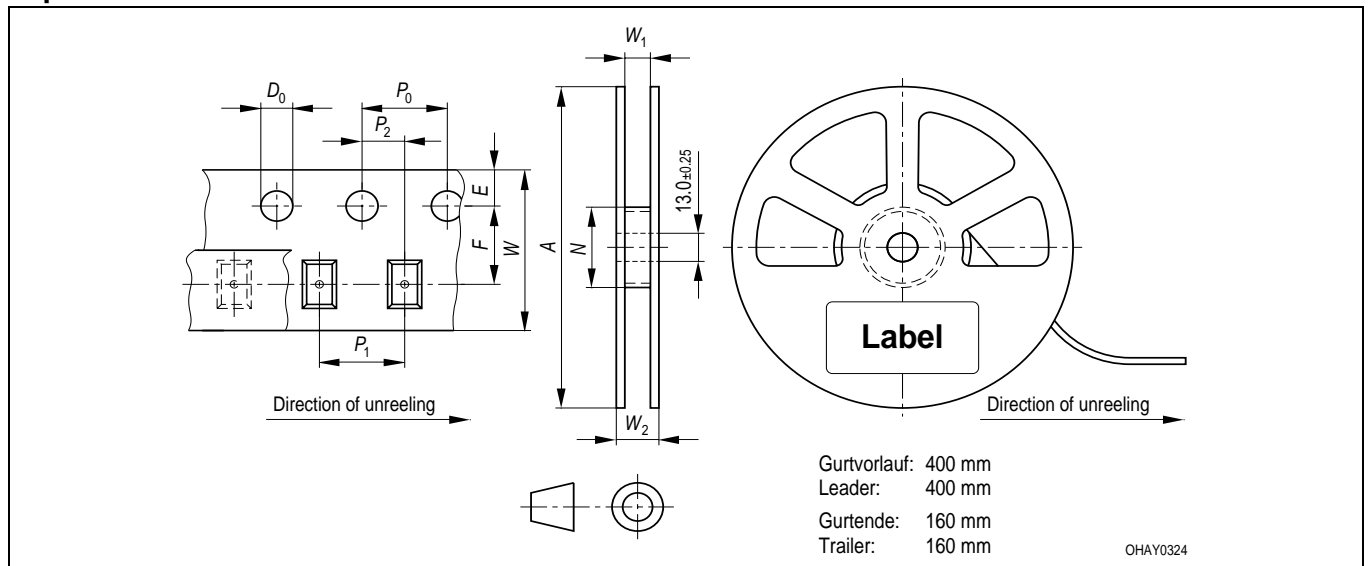 W1
D0
P0
P2
E
F
W
A
N
13.0±0.25
P1
Label
Direction of unreeling
W2
Direction of unreeling
Gurtvorlauf: 400 mm
Leader: 400 mm
Gurtende: 160 mm
Trailer: 160 mm
OHAY0324